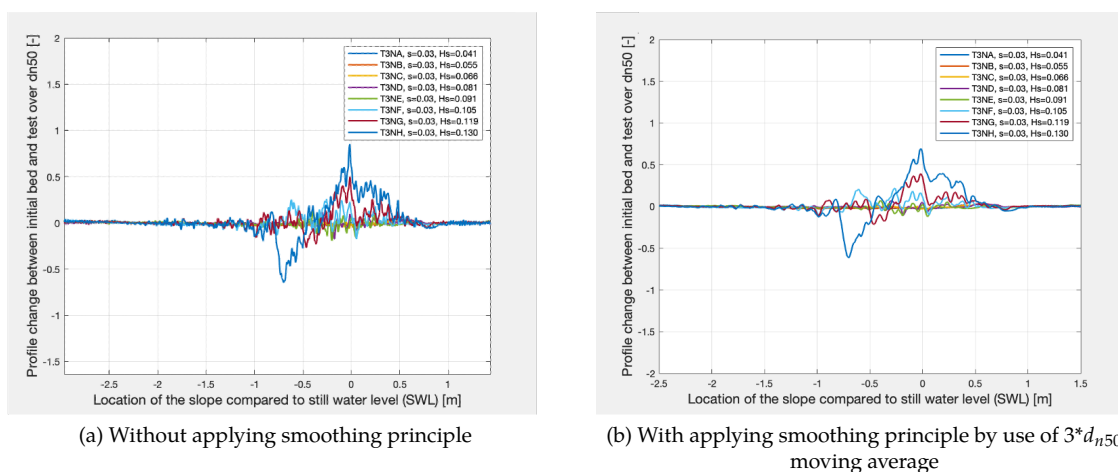 Profile change between initial bed and test over dn50 [-]
2
1.5
1
0.5
0
-0.5
-1
-1.5
-2.5
-2
-1.5
-1
-0.5
0
0.5
1
T3NA, s=0.03, Hs=0.041
T3NB, s=0.03, Hs=0.055
T3NC, s=0.03, Hs=0.066
T3ND, s=0.03, Hs=0.081
T3NE, s=0.03, Hs=0.091
T3NF, s=0.03, Hs=0.105
T3NG, s=0.03, Hs=0.119
T3NH, s=0.03, Hs=0.130
Location of the slope compared to still water level (SWL) [m]
(a) Without applying smoothing principle
Profile change between initial bed and test over dn50 [-]
2
1.5
1
0.5
0
-0.5
-1
-1.5
-2
-2.5
-2
-1.5
-1
-0.5
0
0.5
1
1.5
T3NA, s=0.03, Hs=0.041
T3NB, s=0.03, Hs=0.055
T3NC, s=0.03, Hs=0.066
T3ND, s=0.03, Hs=0.081
T3NE, s=0.03, Hs=0.091
T3NF, s=0.03, Hs=0.105
T3NG, s=0.03, Hs=0.119
T3NH, s=0.03, Hs=0.130
Location of the slope compared to still water level (SWL) [m]
(b) With applying smoothing principle by use of 3*dn50
moving average